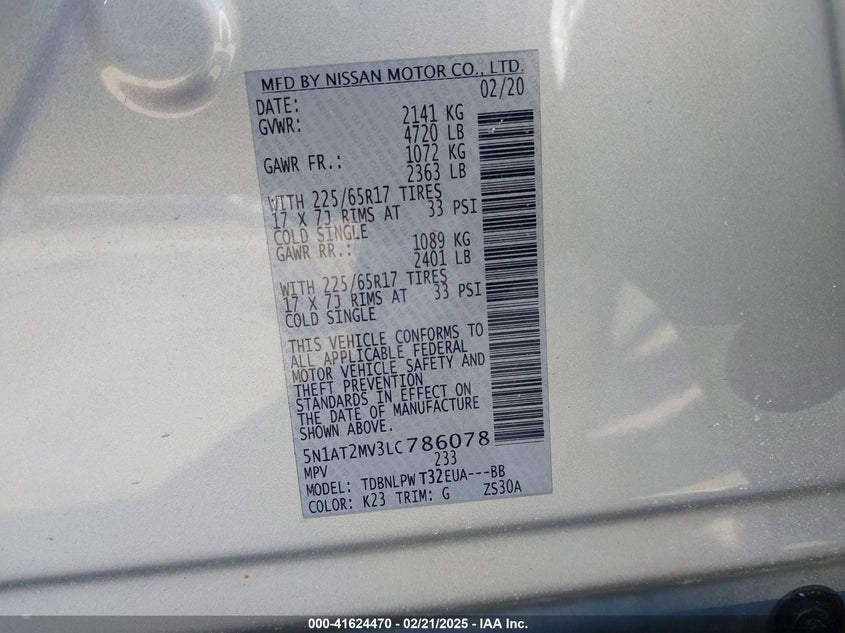 MFD BY NISSAN MOTOR CO., LTD.
DATE: 02/20
GVWR: 2141 KG
4720 LB
GAWR FR.: 1072 KG
2363 LB
WITH 225/65R17 TIRES
17 X 7J RIMS AT 33 PSI
COLD SINGLE
GAWR RR.: 1089 KG
2401 LB
WITH 225/65R17 TIRES
17 X 7J RIMS AT 33 PSI
COLD SINGLE
THIS VEHICLE CONFORMS TO
ALL APPLICABLE FEDERAL
MOTOR VEHICLE SAFETY AND
THEFT PREVENTION
STANDARDS IN EFFECT ON
THE DATE OF MANUFACTURE
SHOWN ABOVE.
5N1AT2MV3LC786078
MPV 233
MODEL: TDBNLPW T32EUA---BB
COLOR: K23 TRIM: G ZS30A
000-41624470 — 02/21/2025 — IAA Inc.